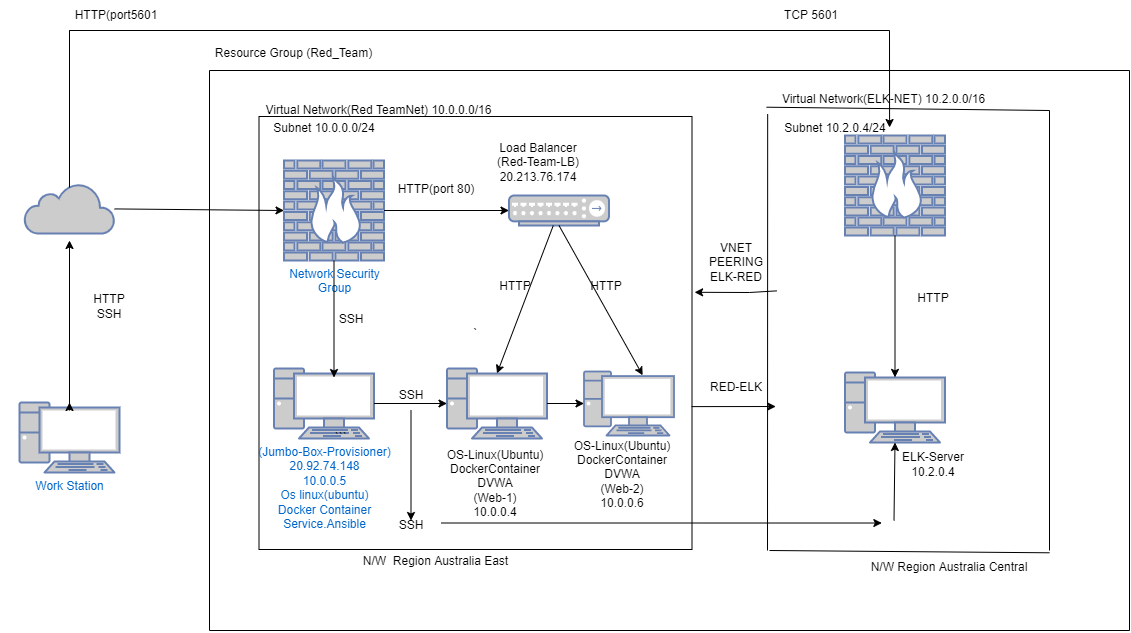 HTTP(port5601
TCP 5601
Resource Group (Red_Team)
Virtual Network(Red TeamNet) 10.0.0.0/16
Subnet 10.0.0.0/24
Virtual Network(ELK-NET) 10.2.0.0/16
Subnet 10.2.0.4/24
Load Balancer
(Red-Team-LB)
20.213.76.174
HTTP(port 80)
Network Security
Group
VNET
PEERING
ELK-RED
HTTP
SSH
HTTP
HTTP
HTTP
SSH
`
RED-ELK
SSH
Work Station
(Jumbo-Box-Provisioner)
20.92.74.148
10.0.0.5
Os linux(ubuntu)
Docker Container
Service.Ansible
OS-Linux(Ubuntu)
DockerContainer
DVWA
(Web-1)
10.0.0.4
OS-Linux(Ubuntu)
DockerContainer
DVWA
(Web-2)
10.0.0.6
ELK-Server
10.2.0.4
SSH
N/W Region Australia East
N/W Region Australia Central